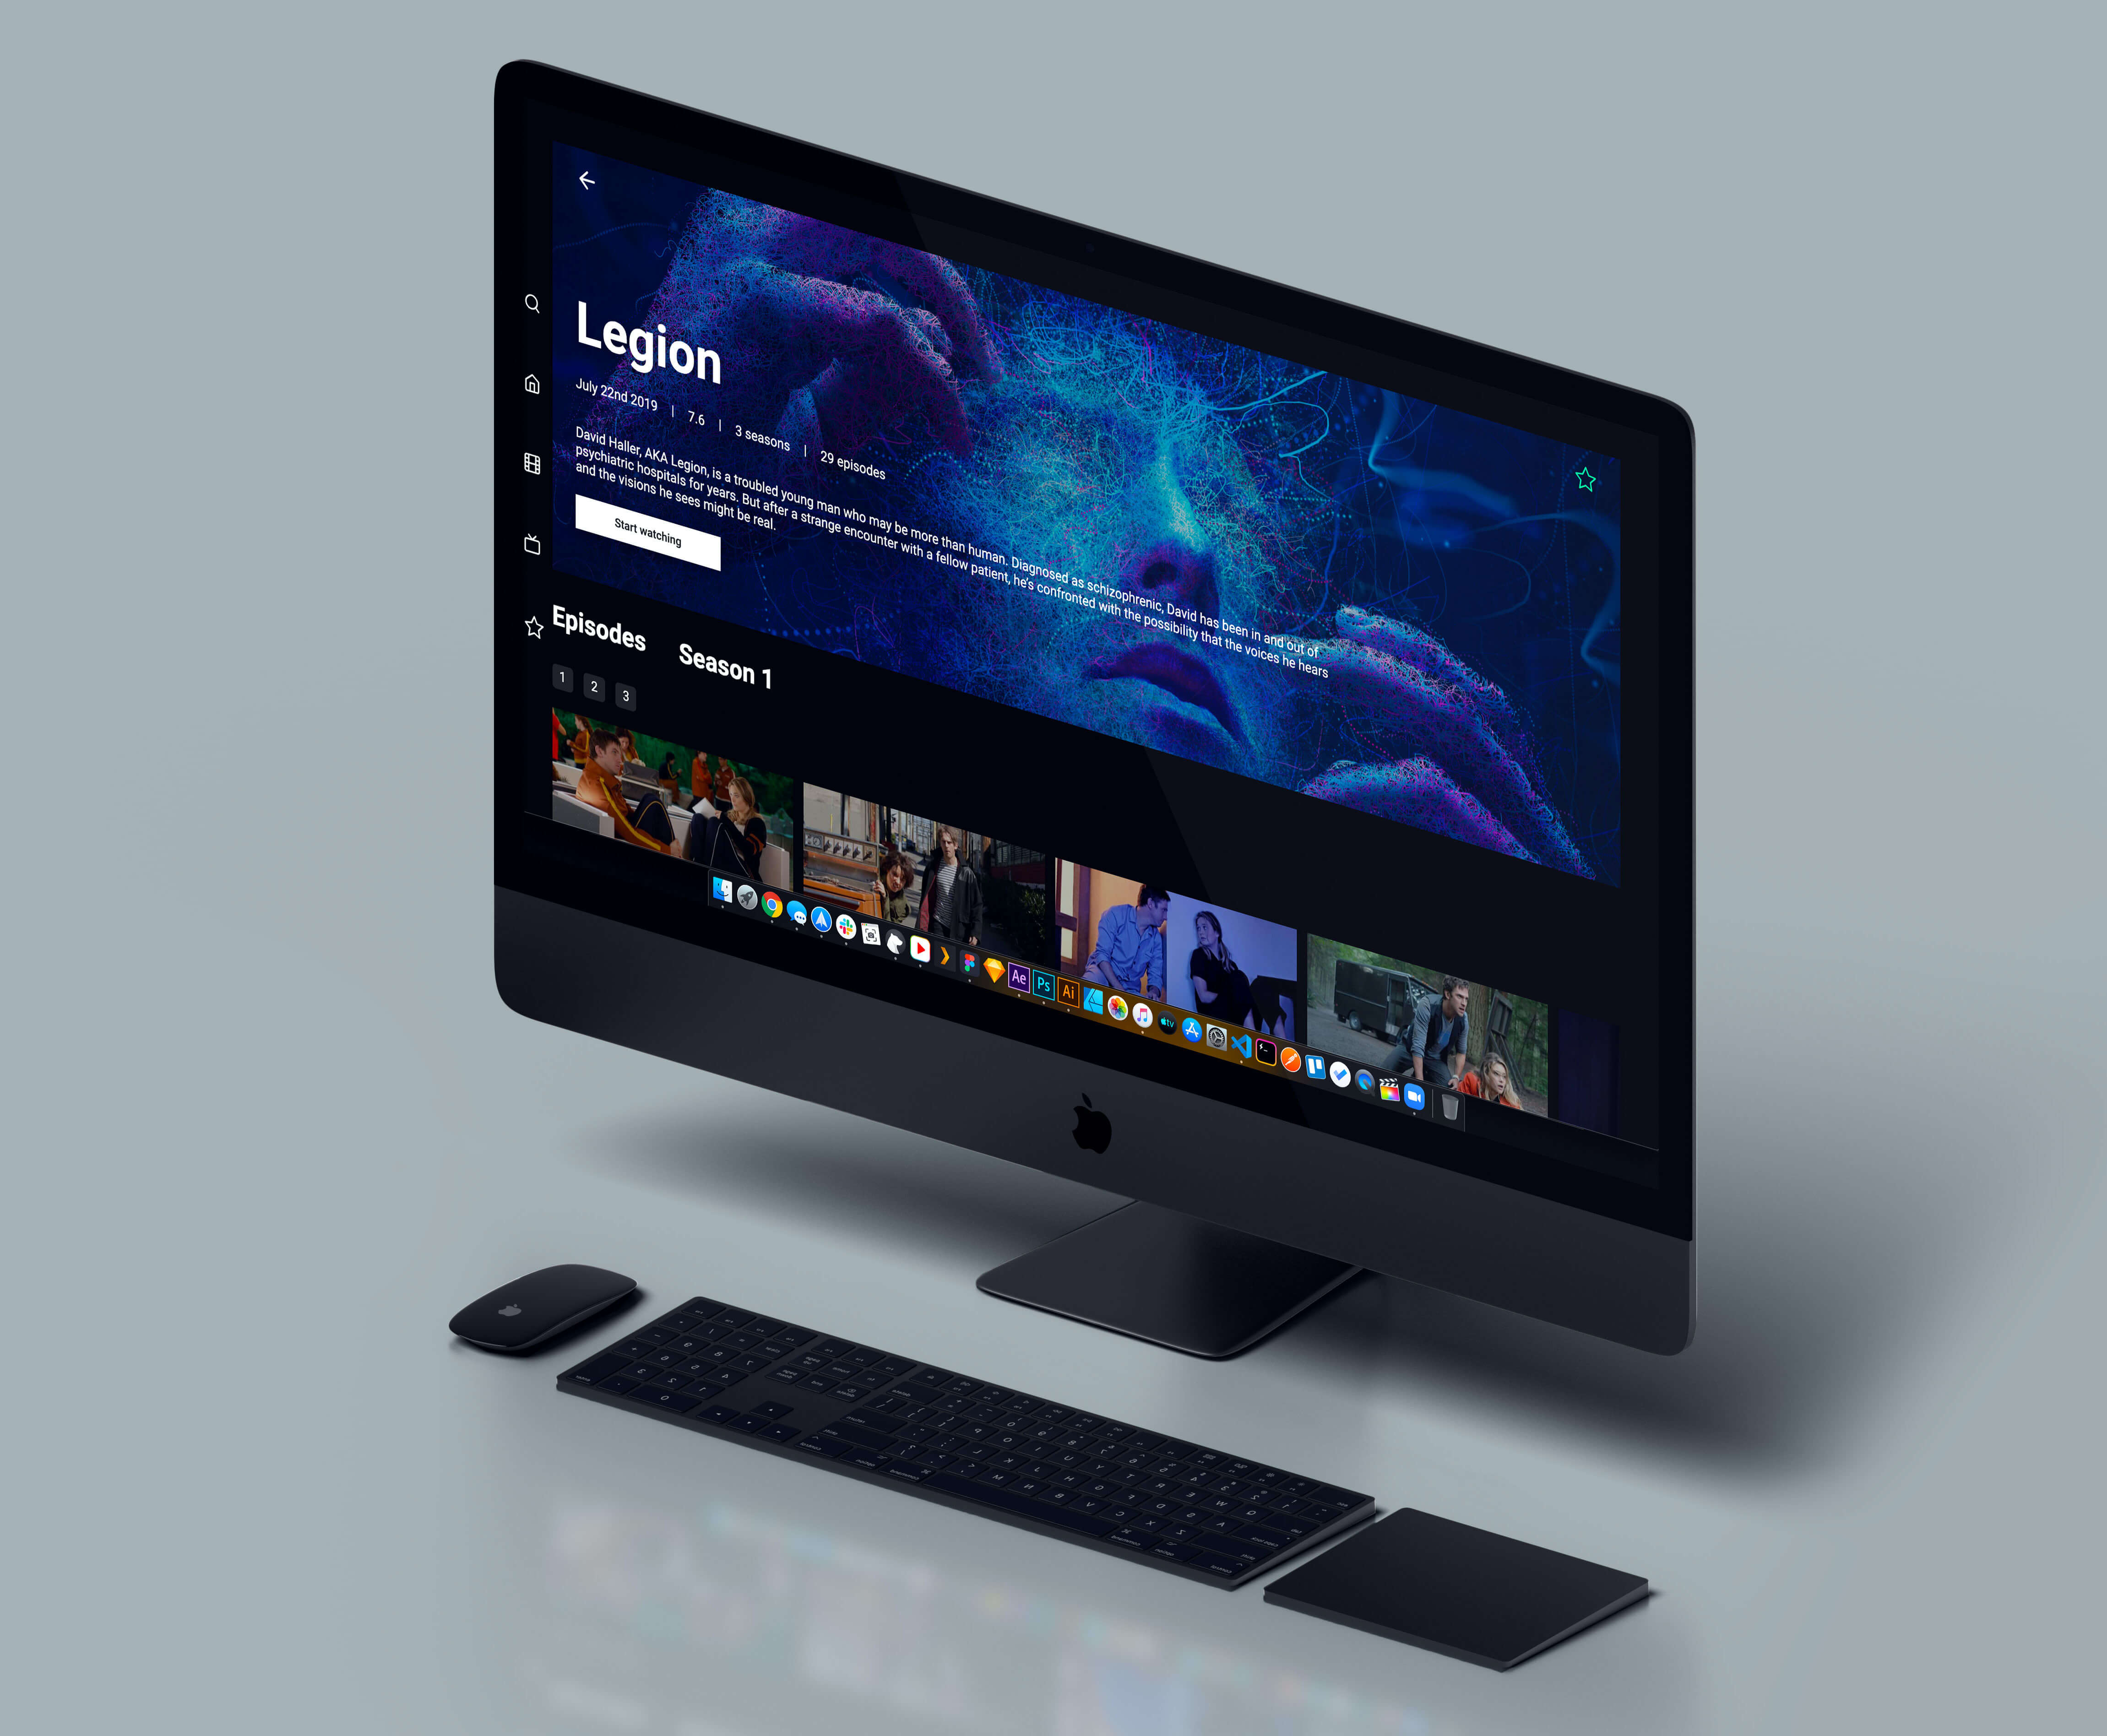 Legion
July 22nd 2019 | 7.6 | 3 seasons | 29 episodes
David Haller, AKA Legion, is a troubled young man who may be more than human. Diagnosed as schizophrenic, David has been in and out of
psychiatric hospitals for years. But after a strange encounter with a fellow patient, he's confronted with the possibility that the voices he hears
and the visions he sees might be real.
Start watching
Episodes Season 1
1 2 3
Ae Ps Ai tv